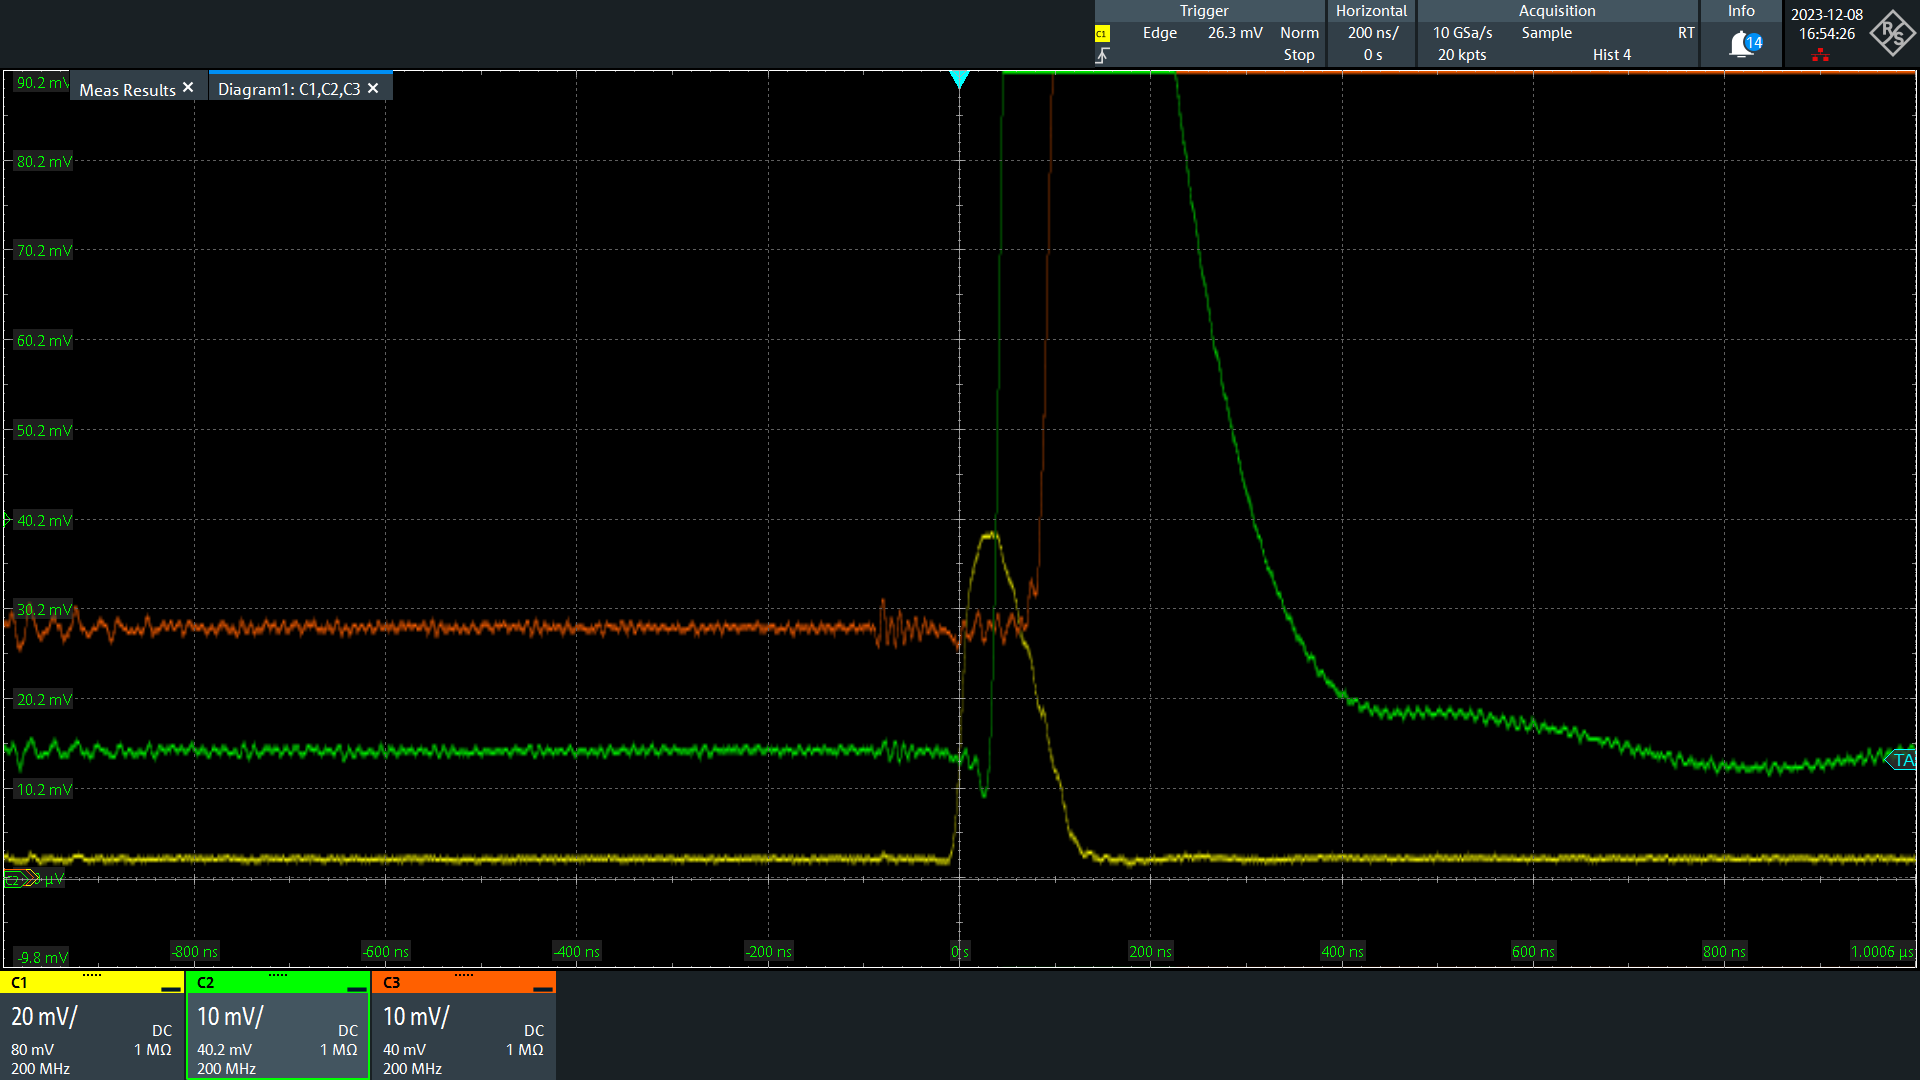 Trigger
C1 Edge 26.3 mV Norm
Stop
Horizontal
200 ns/
0 s
Acquisition
10 GSa/s Sample RT
20 kpts Hist 4
Info
14
2023-12-08
16:54:26
R S
Meas Results ✕
Diagram1: C1,C2,C3 ✕
90.2 mV
80.2 mV
70.2 mV
60.2 mV
50.2 mV
40.2 mV
30.2 mV
20.2 mV
10.2 mV
TA
C2
µV
-9.8 mV
-800 ns
-600 ns
-400 ns
-200 ns
0 s
200 ns
400 ns
600 ns
800 ns
1.0006 µs
C1
20 mV/
DC
80 mV 1 MΩ
200 MHz
C2
10 mV/
DC
40.2 mV 1 MΩ
200 MHz
C3
10 mV/
DC
40 mV 1 MΩ
200 MHz